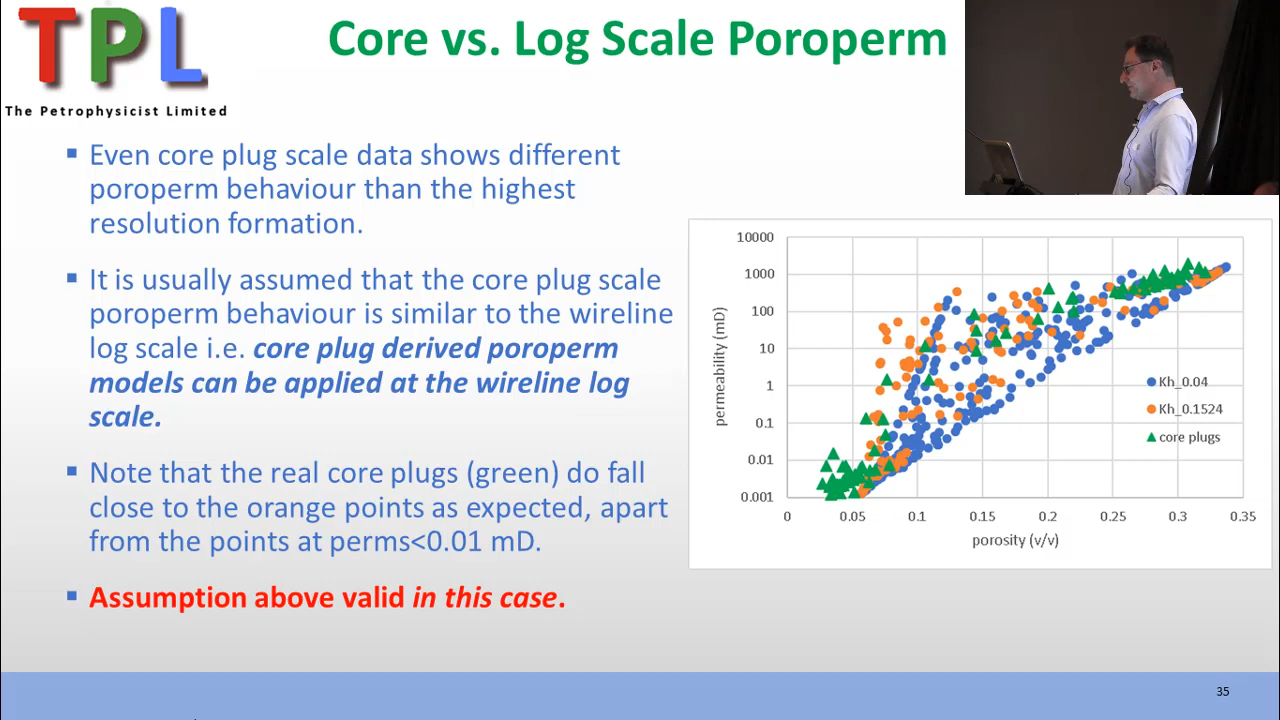 TPL
The Petrophysicist Limited
Core vs. Log Scale Poroperm
▪ Even core plug scale data shows different
poroperm behaviour than the highest
resolution formation.
▪ It is usually assumed that the core plug scale
poroperm behaviour is similar to the wireline
log scale i.e. core plug derived poroperm
models can be applied at the wireline log
scale.
▪ Note that the real core plugs (green) do fall
close to the orange points as expected, apart
from the points at perms<0.01 mD.
▪ Assumption above valid in this case.
permeability (mD)
10000
1000
100
10
1
0.1
0.01
0.001
0 0.05 0.1 0.15 0.2 0.25 0.3 0.35
porosity (v/v)
Kh_0.04
Kh_0.1524
core plugs
35